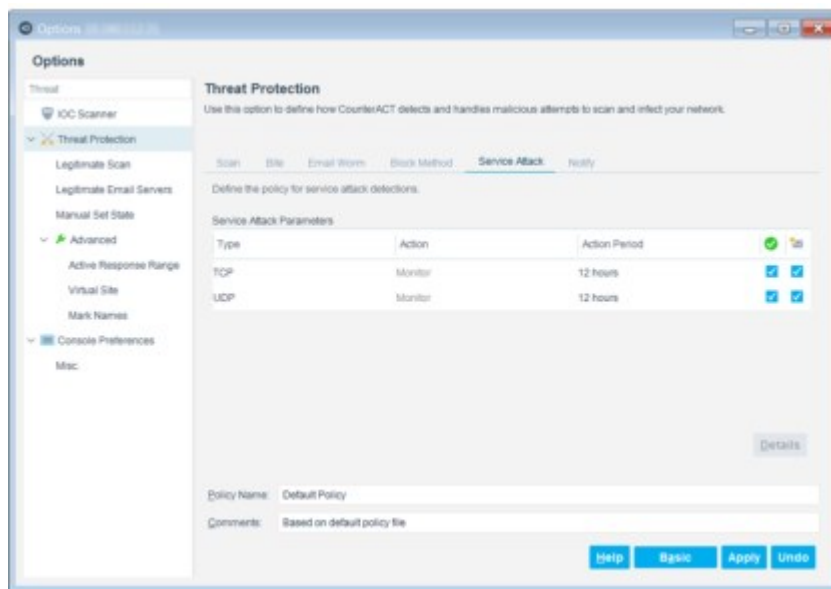 Options
Options
Threat
IOC Scanner
Threat Protection
Legitimate Scan
Legitimate Email Servers
Manual Set State
Advanced
Active Response Range
Virtual Site
Mark Names
Console Preferences
Misc.
Threat Protection
Use this option to define how CounterACT detects and handles malicious attempts to scan and infect your network.
Scan Bite Email Worm Block Method Service Attack Notify
Define the policy for service attack detections.
Service Attack Parameters
Type Action Action Period
TCP Monitor 12 hours
UDP Monitor 12 hours
Details
Policy Name: Default Policy
Comments: Based on default policy file
Help Basic Apply Undo